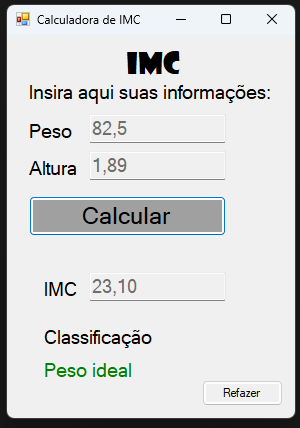 Calculadora de IMC
IMC
Insira aqui suas informações:
Peso 82,5
Altura 1,89
Calcular
IMC 23,10
Classificação
Peso ideal
Refazer